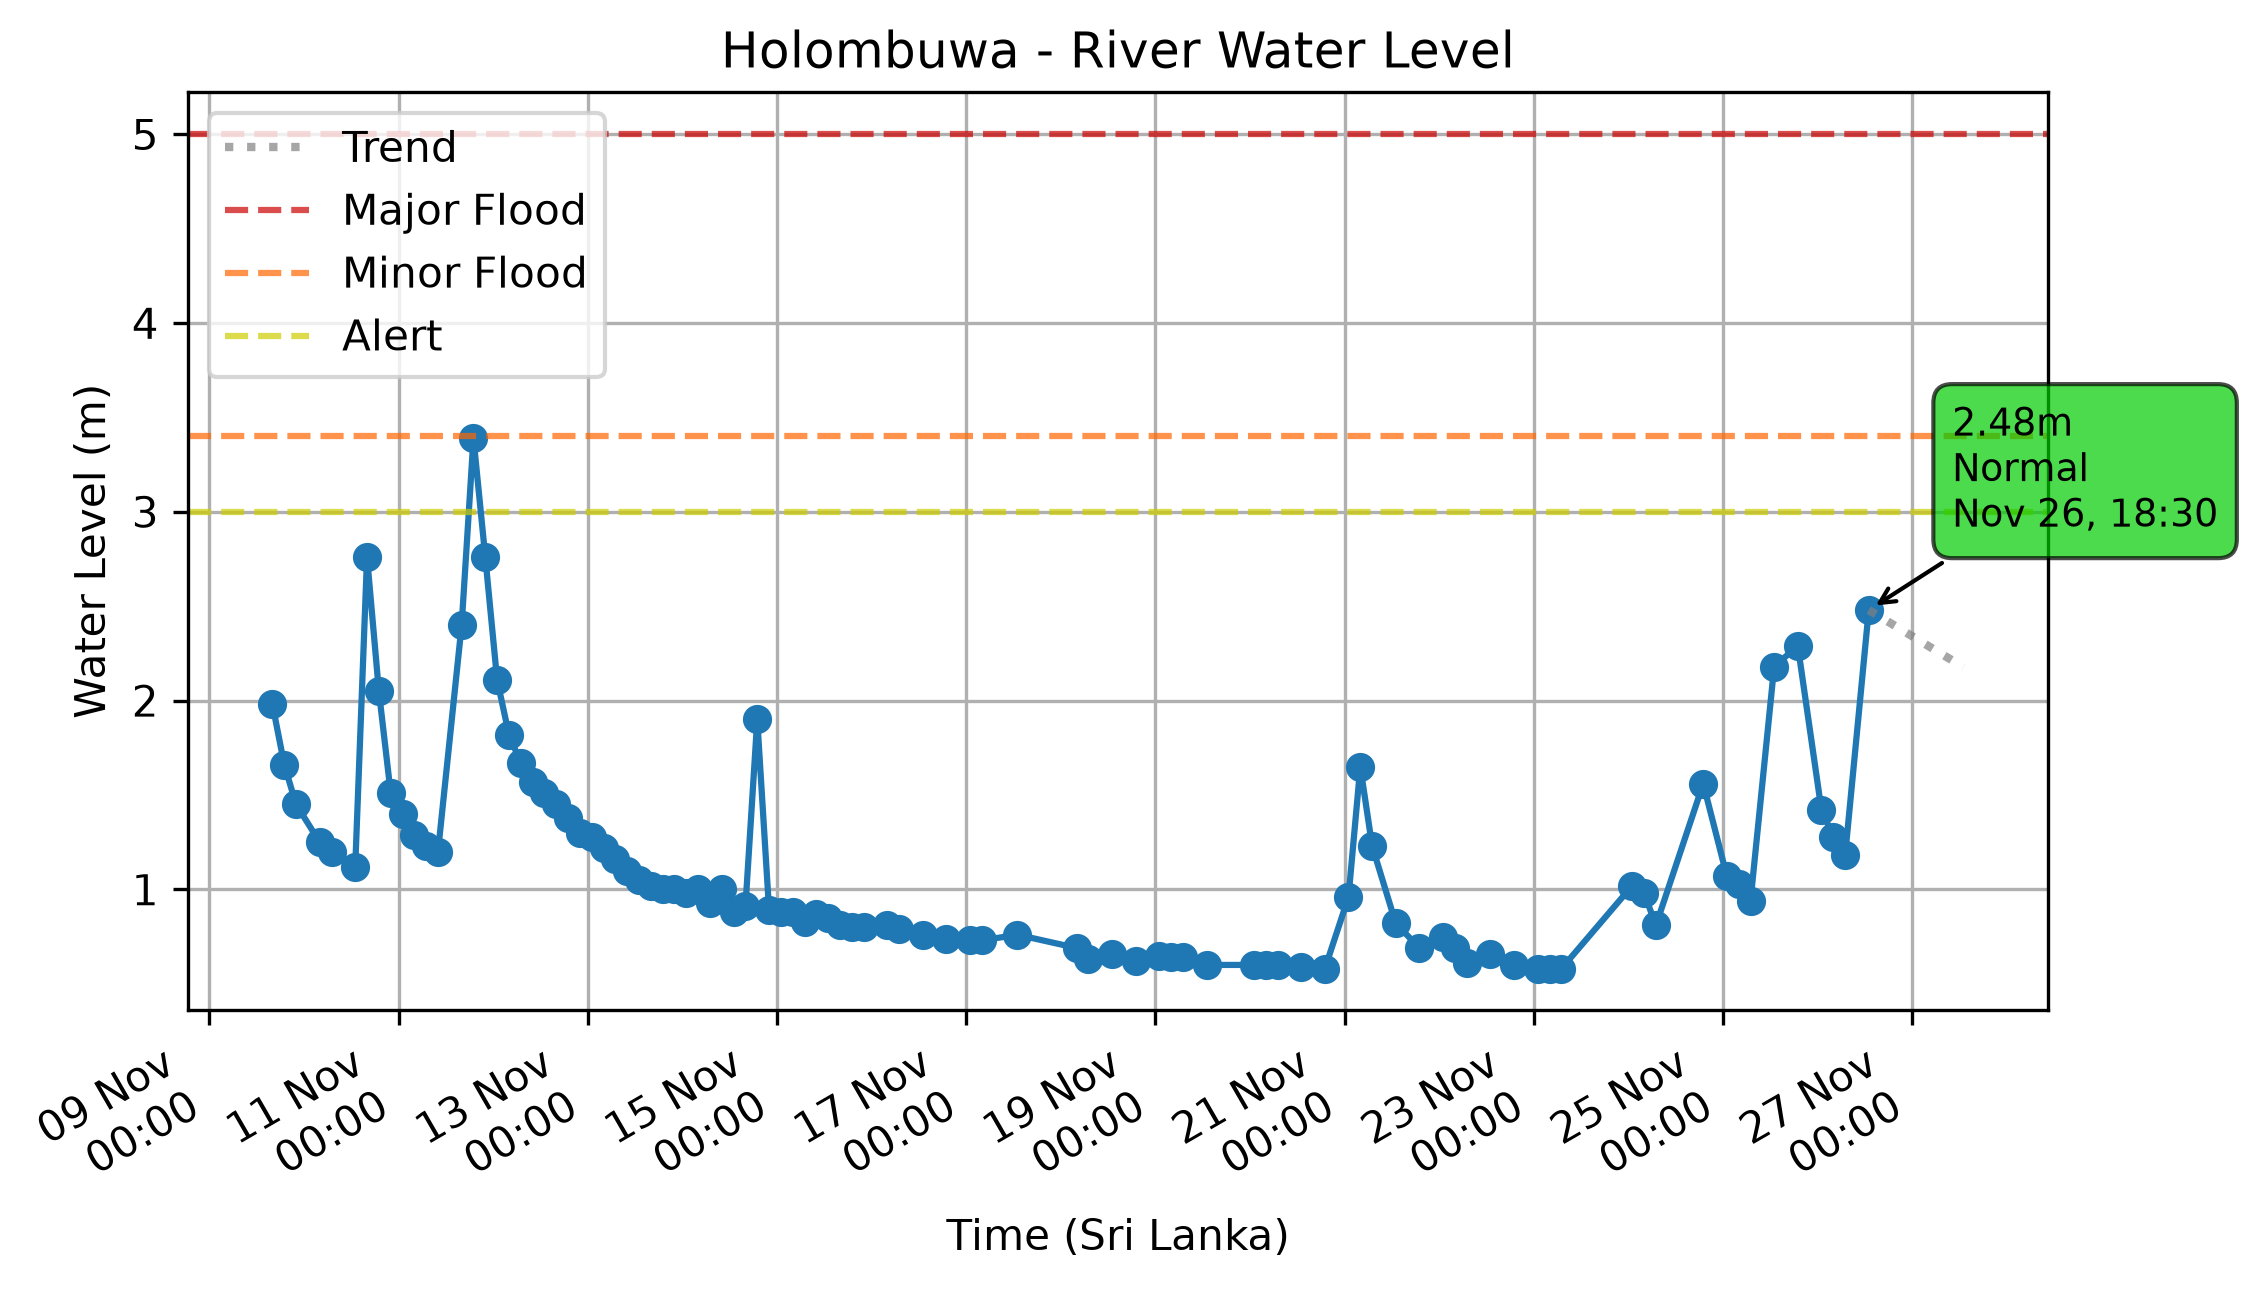 Holombuwa - River Water Level
5
4
3
2
1
Water Level (m)
Trend
Major Flood
Minor Flood
Alert
2.48m
Normal
Nov 26, 18:30
09 Nov
00:00
11 Nov
00:00
13 Nov
00:00
15 Nov
00:00
17 Nov
00:00
19 Nov
00:00
21 Nov
00:00
23 Nov
00:00
25 Nov
00:00
27 Nov
00:00
Time (Sri Lanka)